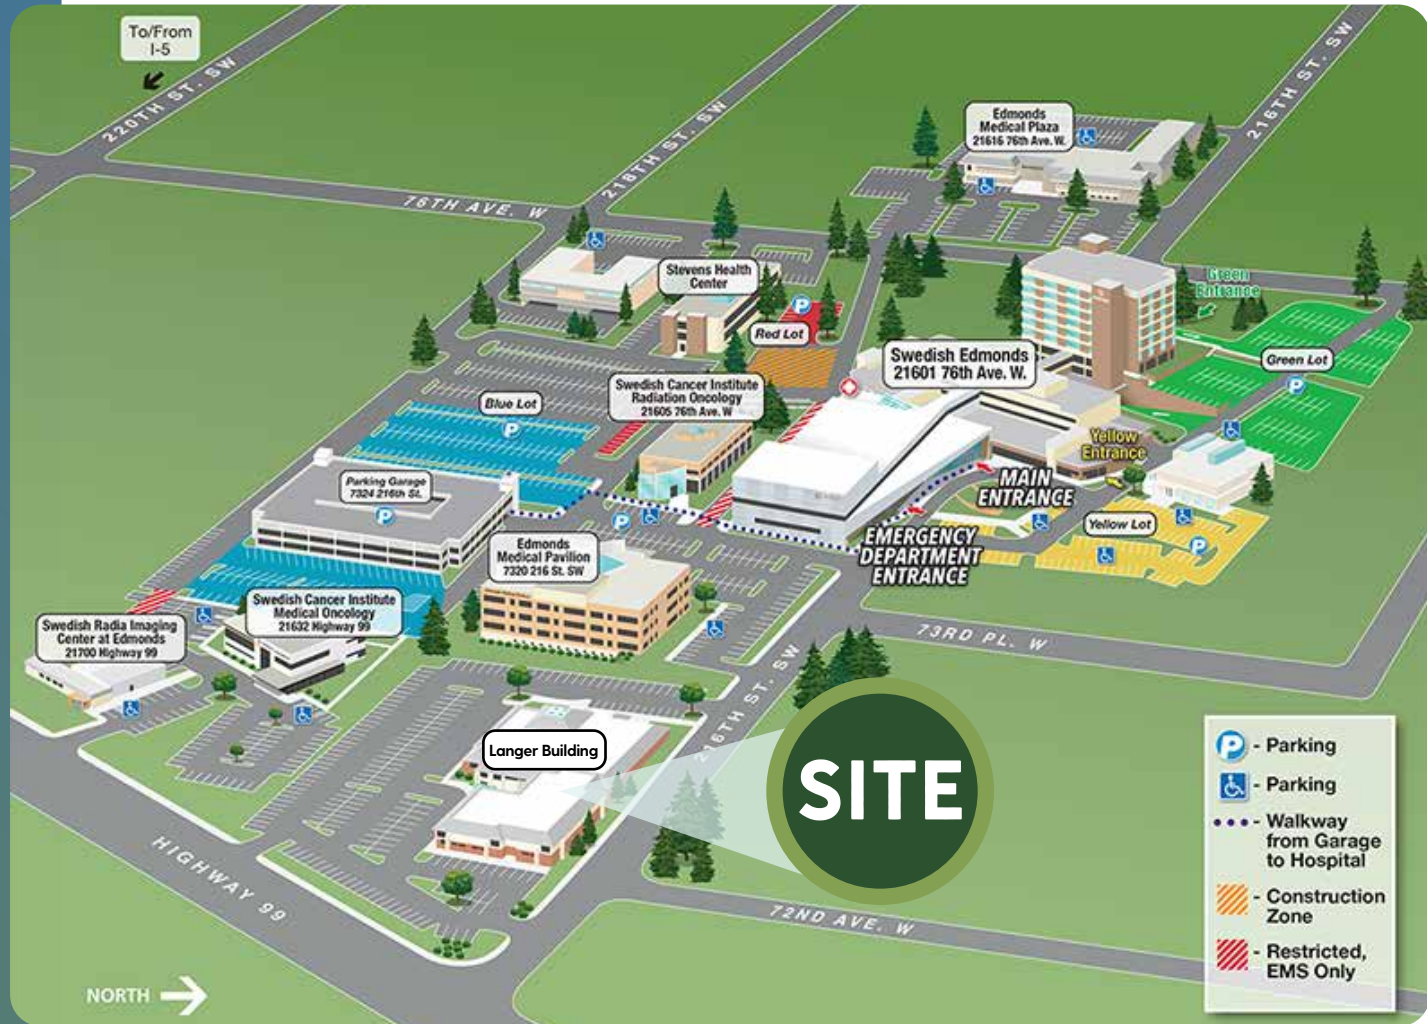 To/From
I-5
220TH ST. SW
76TH AVE. W
218TH ST. SW
216TH ST. SW
Edmonds
Medical Plaza
21616 76th Ave. W.
Stevens Health
Center
Red Lot
Green
Entrance
Green Lot
Swedish Edmonds
21601 76th Ave. W.
Swedish Cancer Institute
Radiation Oncology
21605 76th Ave. W
Blue Lot
P
P
P
P
P
P
Parking Garage
7324 216th St.
Yellow
Entrance
MAIN
ENTRANCE
Yellow Lot
EMERGENCY
DEPARTMENT
ENTRANCE
Edmonds
Medical Pavilion
7320 216 St. SW
Swedish Cancer Institute
Medical Oncology
21632 Highway 99
Swedish Radia Imaging
Center at Edmonds
21700 Highway 99
73RD PL. W
216TH ST. SW
Langer Building
SITE
HIGHWAY 99
72ND AVE. W
NORTH
P - Parking
- Parking
- Walkway
from Garage
to Hospital
- Construction
Zone
- Restricted,
EMS Only